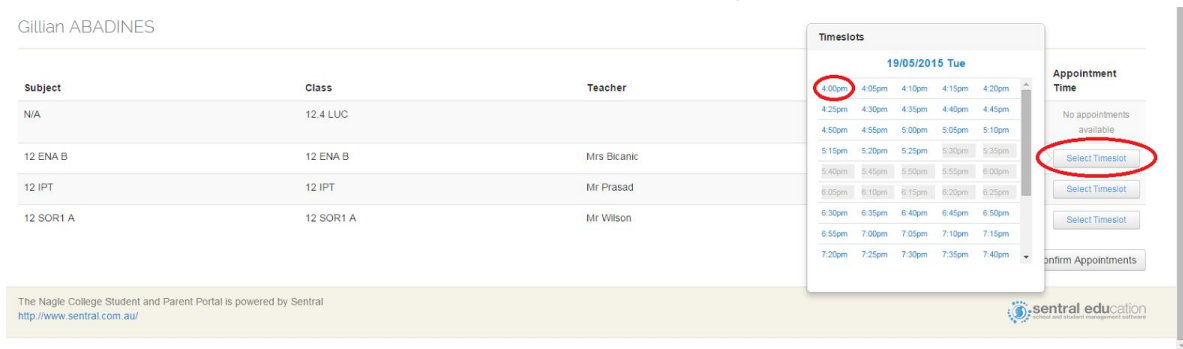 Gillian ABADINES
Timeslots
19/05/2015 Tue
Subject Class Teacher Appointment Time
4:00pm 4:05pm 4:10pm 4:15pm 4:20pm
N/A 12.4 LUC No appointments available
4:25pm 4:30pm 4:35pm 4:40pm 4:45pm
4:50pm 4:55pm 5:00pm 5:05pm 5:10pm
12 ENA B 12 ENA B Mrs Bicanic Select Timeslot
5:15pm 5:20pm 5:25pm 5:30pm 5:35pm
5:40pm 5:45pm 5:50pm 5:55pm 6:00pm
12 IPT 12 IPT Mr Prasad Select Timeslot
6:05pm 6:10pm 6:15pm 6:20pm 6:25pm
12 SOR1 A 12 SOR1 A Mr Wilson Select Timeslot
6:30pm 6:35pm 6:40pm 6:45pm 6:50pm
6:55pm 7:00pm 7:05pm 7:10pm 7:15pm
7:20pm 7:25pm 7:30pm 7:35pm 7:40pm
onfirm Appointments
The Nagle College Student and Parent Portal is powered by Sentral
http://www.sentral.com.au/
sentral education
school and student management software